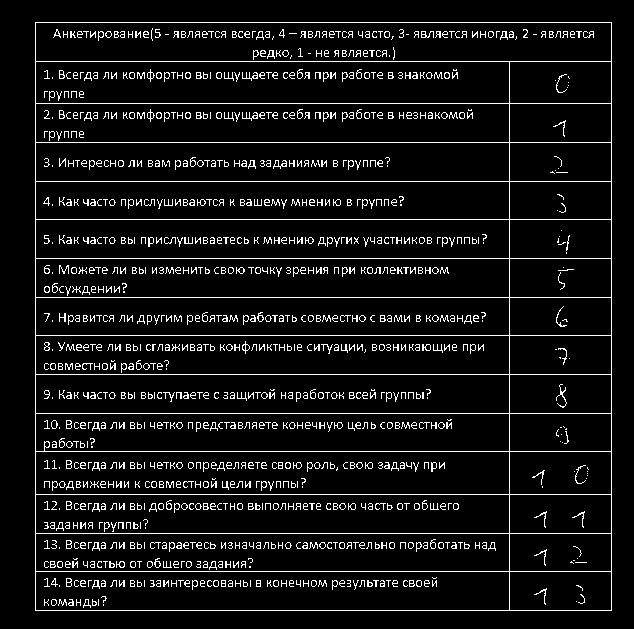 Анкетирование(5 - является всегда, 4 – является часто, 3- является иногда, 2 - является
редко, 1 - не является.)
1. Всегда ли комфортно вы ощущаете себя при работе в знакомой
группе
0
2. Всегда ли комфортно вы ощущаете себя при работе в незнакомой
группе
1
3. Интересно ли вам работать над заданиями в группе?
2
4. Как часто прислушиваются к вашему мнению в группе?
3
5. Как часто вы прислушиваетесь к мнению других участников группы?
4
6. Можете ли вы изменить свою точку зрения при коллективном
обсуждении?
5
7. Нравится ли другим ребятам работать совместно с вами в команде?
6
8. Умеете ли вы сглаживать конфликтные ситуации, возникающие при
совместной работе?
7
9. Как часто вы выступаете с защитой наработок всей группы?
8
10. Всегда ли вы четко представляете конечную цель совместной
работы?
9
11. Всегда ли вы четко определяете свою роль, свою задачу при
продвижении к совместной цели группы?
1 0
12. Всегда ли вы добросовестно выполняете свою часть от общего
задания группы?
1 1
13. Всегда ли вы стараетесь изначально самостоятельно поработать над
своей частью от общего задания?
1 2
14. Всегда ли вы заинтересованы в конечном результате своей
команды?
1 3